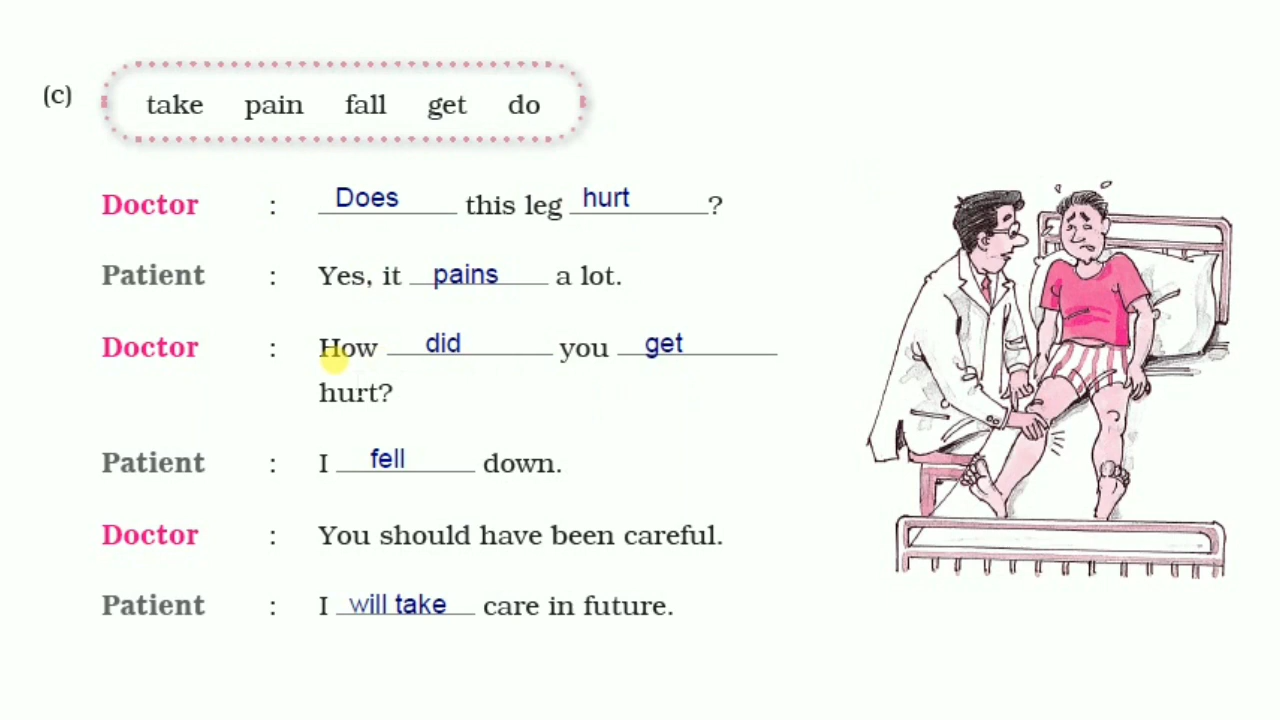 (c) take pain fall get do
Doctor : Does this leg hurt ?
Patient : Yes, it pains a lot.
Doctor : How did you get
hurt?
Patient : I fell down.
Doctor : You should have been careful.
Patient : I will take care in future.